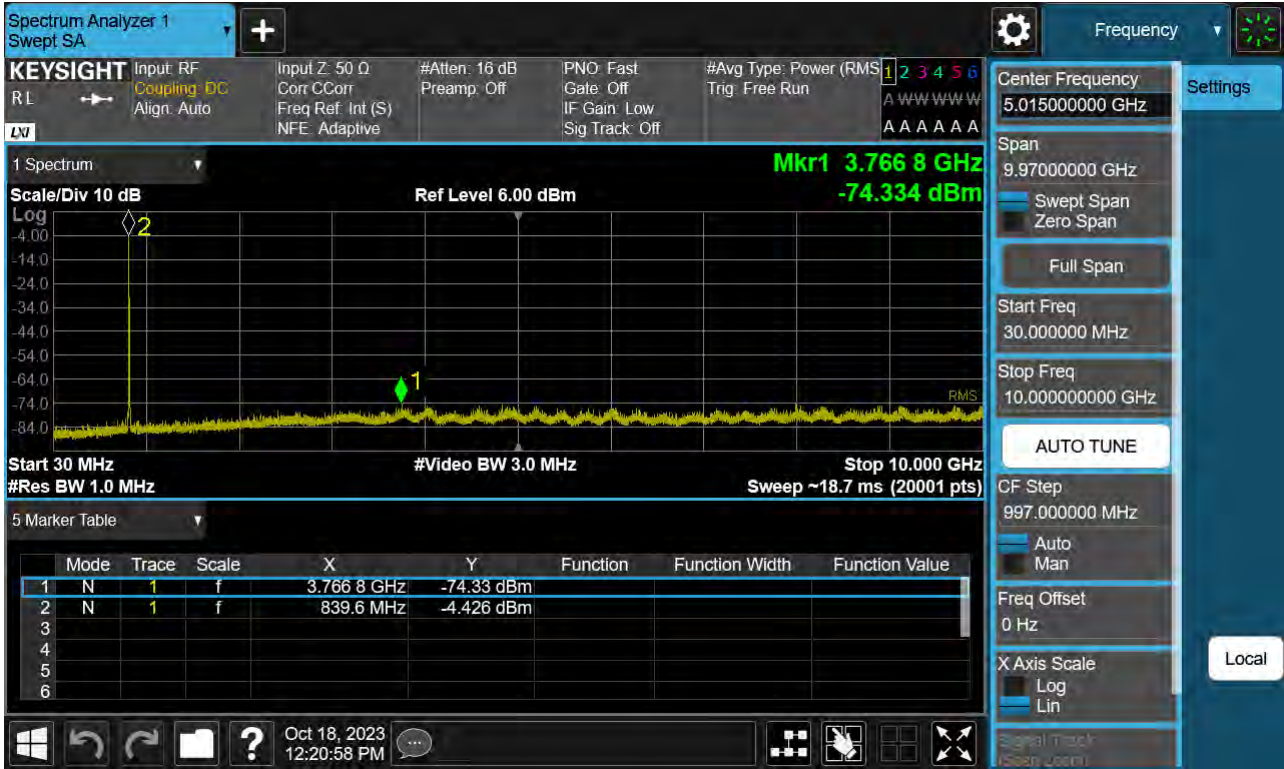 Spectrum Analyzer 1
Swept SA
+
Frequency
KEYSIGHT
R L
LXI
Input: RF
Coupling: DC
Align: Auto
Input Z: 50 Ω
Corr CCorr
Freq Ref: Int (S)
NFE: Adaptive
#Atten: 16 dB
Preamp: Off
PNO: Fast
Gate: Off
IF Gain: Low
Sig Track: Off
#Avg Type: Power (RMS
Trig: Free Run
1 2 3 4 5 6
A W W W W W
A A A A A A
1 Spectrum
Mkr1 3.766 8 GHz
Scale/Div 10 dB
Ref Level 6.00 dBm
-74.334 dBm
Log
2
-4.00
-14.0
-24.0
-34.0
-44.0
-54.0
-64.0
1
-74.0
RMS
-84.0
Start 30 MHz
#Video BW 3.0 MHz
Stop 10.000 GHz
#Res BW 1.0 MHz
Sweep ~18.7 ms (20001 pts)
5 Marker Table
Mode Trace Scale X Y Function Function Width Function Value
1 N 1 f 3.766 8 GHz -74.33 dBm
2 N 1 f 839.6 MHz -4.426 dBm
3
4
5
6
?
Oct 18, 2023
12:20:58 PM
Center Frequency
5.015000000 GHz
Settings
Span
9.97000000 GHz
Swept Span
Zero Span
Full Span
Start Freq
30.000000 MHz
Stop Freq
10.000000000 GHz
AUTO TUNE
CF Step
997.000000 MHz
Auto
Man
Freq Offset
0 Hz
X Axis Scale
Log
Lin
Local
Signal Track
(Span Zoom)